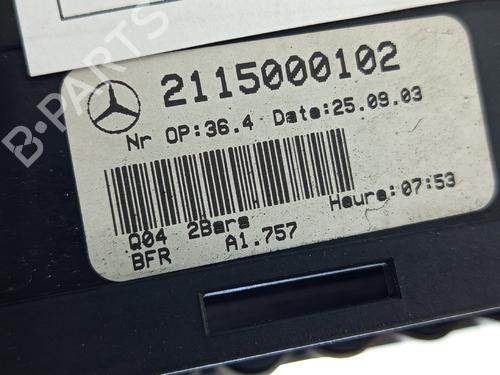 2115000102
Nr OP:36.4 Date:25.09.03
Heure:07:53
Q04 2Bars
BFR A1.757
B-PARTS